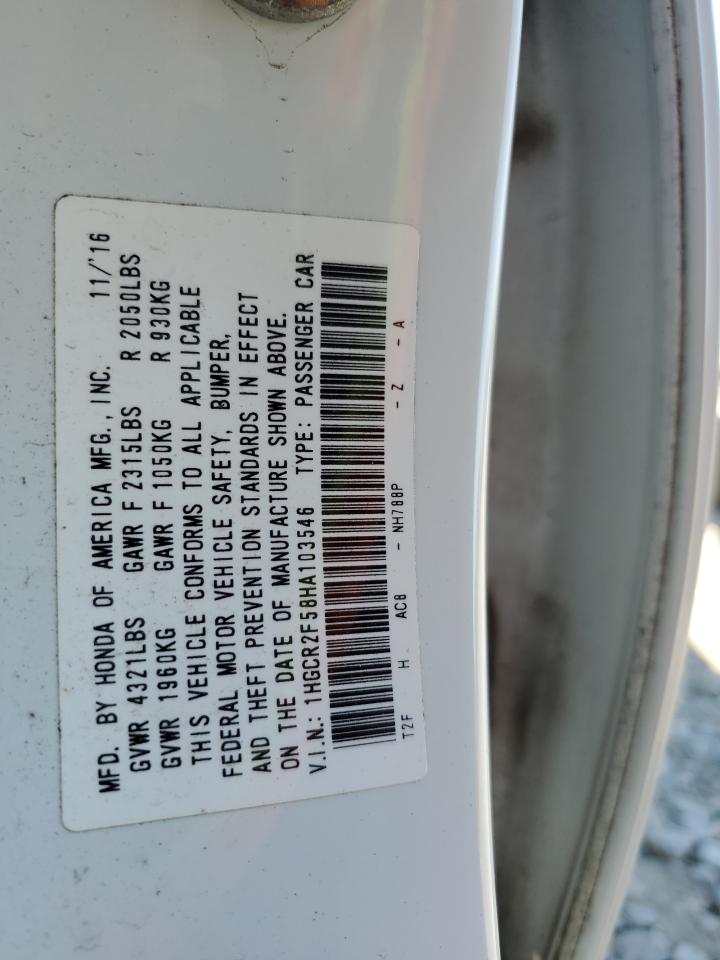 MFD. BY HONDA OF AMERICA MFG., INC. 11/'16
GVWR 4321LBS GAWR F 2315LBS R 2050LBS
GVWR 1960KG GAWR F 1050KG R 930KG
THIS VEHICLE CONFORMS TO ALL APPLICABLE
FEDERAL MOTOR VEHICLE SAFETY, BUMPER,
AND THEFT PREVENTION STANDARDS IN EFFECT
ON THE DATE OF MANUFACTURE SHOWN ABOVE.
V.I.N.: 1HGCR2F58HA103546 TYPE: PASSENGER CAR
T2F H AC8 - NH788P - Z - A